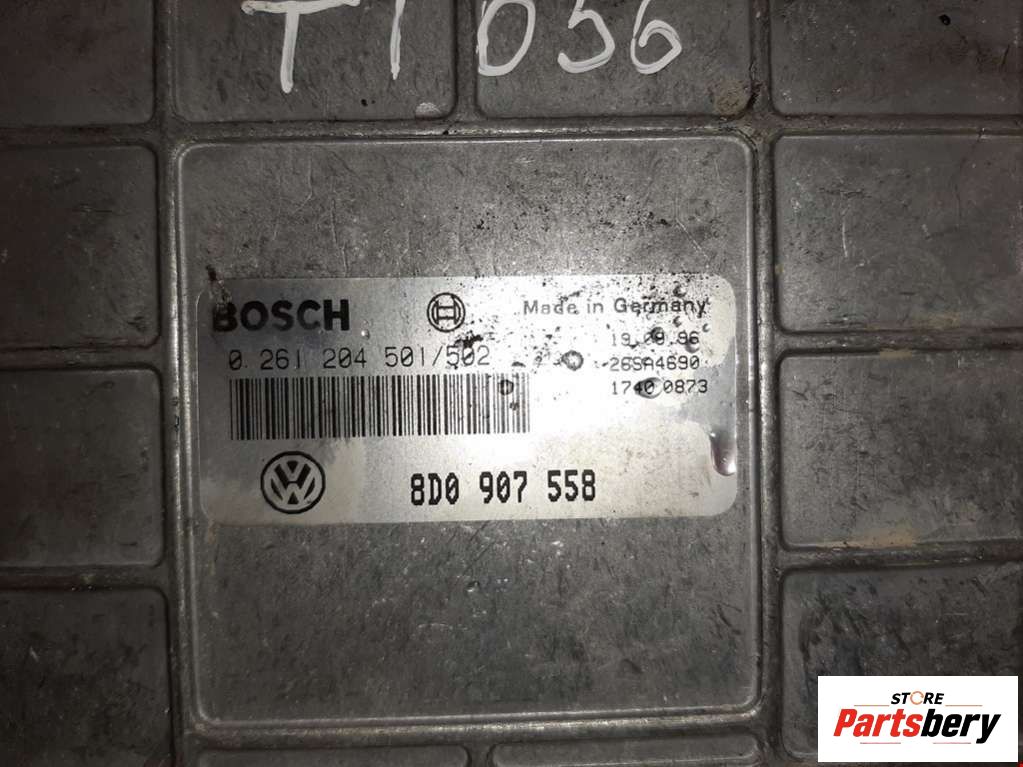 T1056
BOSCH
Made in Germany
19.09.96
0 261 204 501/502
26SA4690
1740 0873
8D0 907 558
STORE
Partsbery